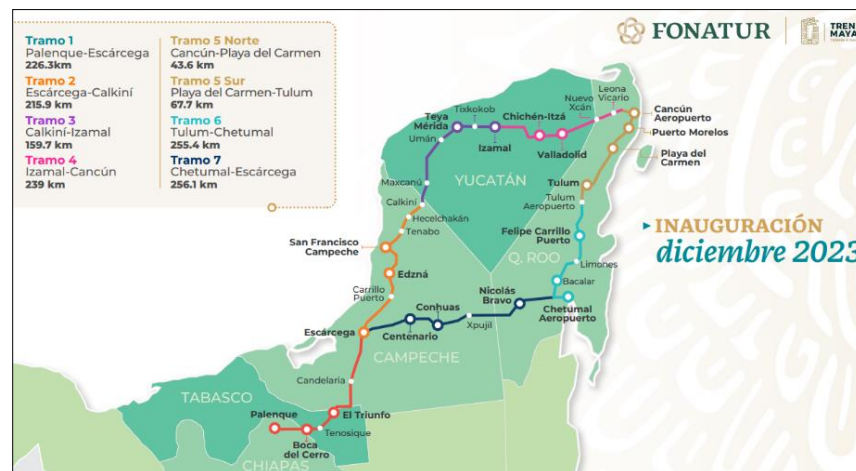 Tramo 1
Palenque-Escárcega
226.3km
Tramo 2
Escárcega-Calkiní
215.9 km
Tramo 3
Calkiní-Izamal
159.7 km
Tramo 4
Izamal-Cancún
239 km
Tramo 5 Norte
Cancún-Playa del Carmen
43.6 km
Tramo 5 Sur
Playa del Carmen-Tulum
67.7 km
Tramo 6
Tulum-Chetumal
255.4 km
Tramo 7
Chetumal-Escárcega
256.1 km
FONATUR
TREN
MAYA
Leona
Vicario
Nuevo
Xcán
Cancún
Aeropuerto
Puerto Morelos
Playa del
Carmen
Chichén-Itzá
Tixkokob
Teya
Mérida
Umán
Izamal
Valladolid
YUCATÁN
Maxcanú
Calkiní
Hecelchakán
Tenabo
San Francisco
Campeche
Edzná
Carrillo
Puerto
Tulum
Tulum
Aeropuerto
Felipe Carrillo
Puerto
Q. ROO
Limones
Bacalar
Chetumal
Aeropuerto
Nicolás
Bravo
Xpujil
Conhuas
Centenario
Escárcega
CAMPECHE
Candelaria
TABASCO
El Triunfo
Palenque
Tenosique
Boca
del Cerro
CHIAPAS
INAUGURACIÓN
diciembre 2023